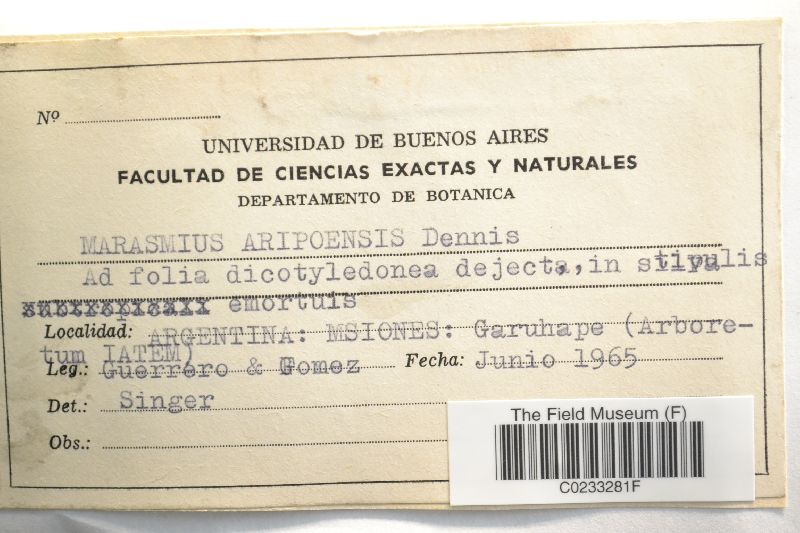 Nº
UNIVERSIDAD DE BUENOS AIRES
FACULTAD DE CIENCIAS EXACTAS Y NATURALES
DEPARTAMENTO DE BOTANICA
MARASMIUS ARIPOENSIS Dennis
Ad folia dicotyledonea dejecta, in stipulis
emortuis
Localidad: ARGENTINA: MSIONES: Garuhape (Arbore-
tum IATEM)
Leg.: Guerrero & Gomez Fecha: Junio 1965
Det.: Singer
Obs.:
The Field Museum (F)
C0233281F